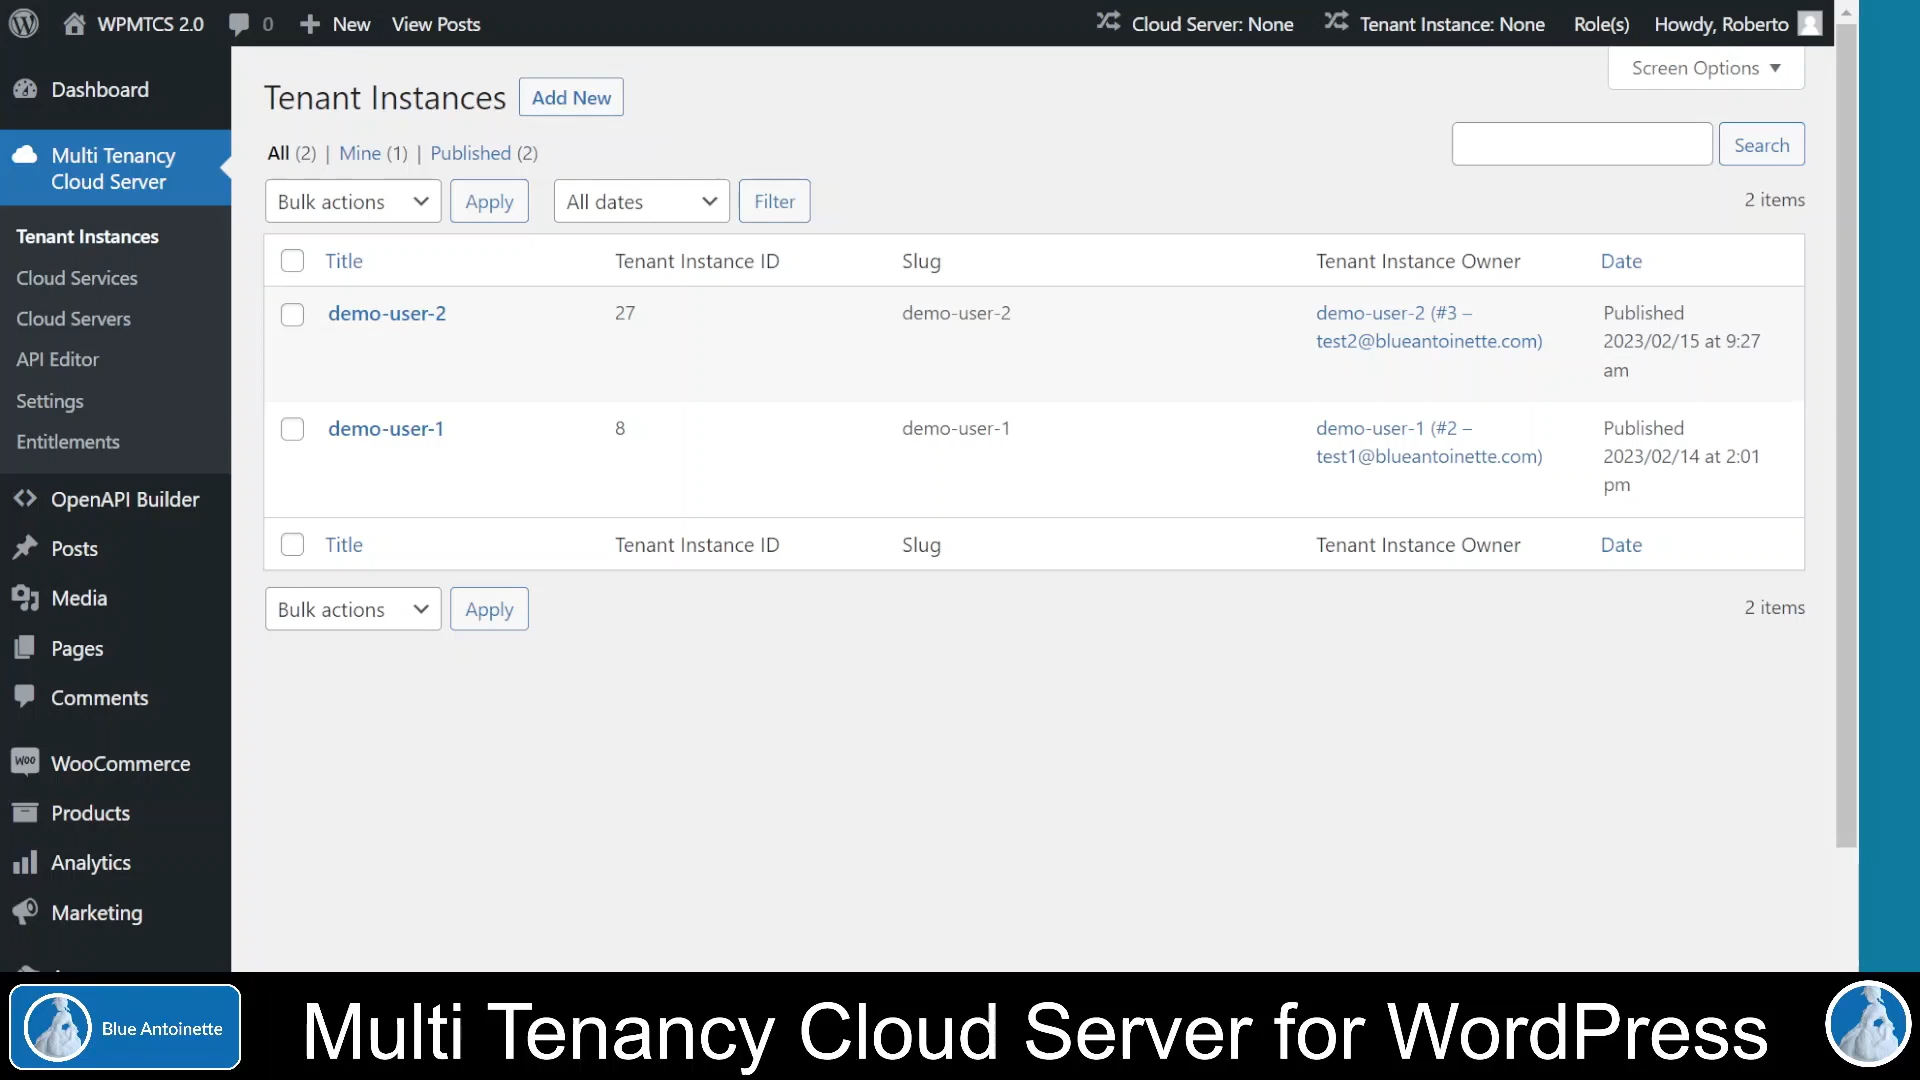 WPMTCS 2.0
0
New
View Posts
Cloud Server: None
Tenant Instance: None
Role(s)
Howdy, Roberto
Dashboard
Multi Tenancy
Cloud Server
Tenant Instances
Cloud Services
Cloud Servers
API Editor
Settings
Entitlements
OpenAPI Builder
Posts
Media
Pages
Comments
WOO
WooCommerce
Products
Analytics
Marketing
Screen Options ▼
Tenant Instances
Add New
All (2) | Mine (1) | Published (2)
Search
Bulk actions
Apply
All dates
Filter
2 items
Title
Tenant Instance ID
Slug
Tenant Instance Owner
Date
demo-user-2
27
demo-user-2
demo-user-2 (#3 –
test2@blueantoinette.com)
Published
2023/02/15 at 9:27
am
demo-user-1
8
demo-user-1
demo-user-1 (#2 –
test1@blueantoinette.com)
Published
2023/02/14 at 2:01
pm
Title
Tenant Instance ID
Slug
Tenant Instance Owner
Date
Bulk actions
Apply
2 items
Blue Antoinette
Multi Tenancy Cloud Server for WordPress